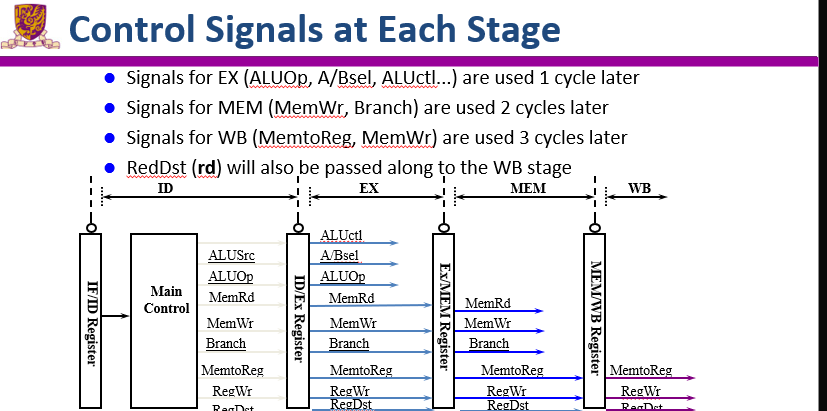 Control Signals at Each Stage
Signals for EX (ALUOp, A/Bsel, ALUctl...) are used 1 cycle later
Signals for MEM (MemWr, Branch) are used 2 cycles later
Signals for WB (MemtoReg, MemWr) are used 3 cycles later
RedDst (rd) will also be passed along to the WB stage
ID EX MEM WB
IF/ID Register
Main
Control
ALUSrc
ALUOp
MemRd
MemWr
Branch
MemtoReg
RegWr
RegDst
ID/Ex Register
ALUctl
A/Bsel
ALUOp
MemRd
MemWr
Branch
MemtoReg
RegWr
RegDst
Ex/MEM Register
MemRd
MemWr
Branch
MemtoReg
RegWr
RegDst
MEM/WB Register
MemtoReg
RegWr
RegDst